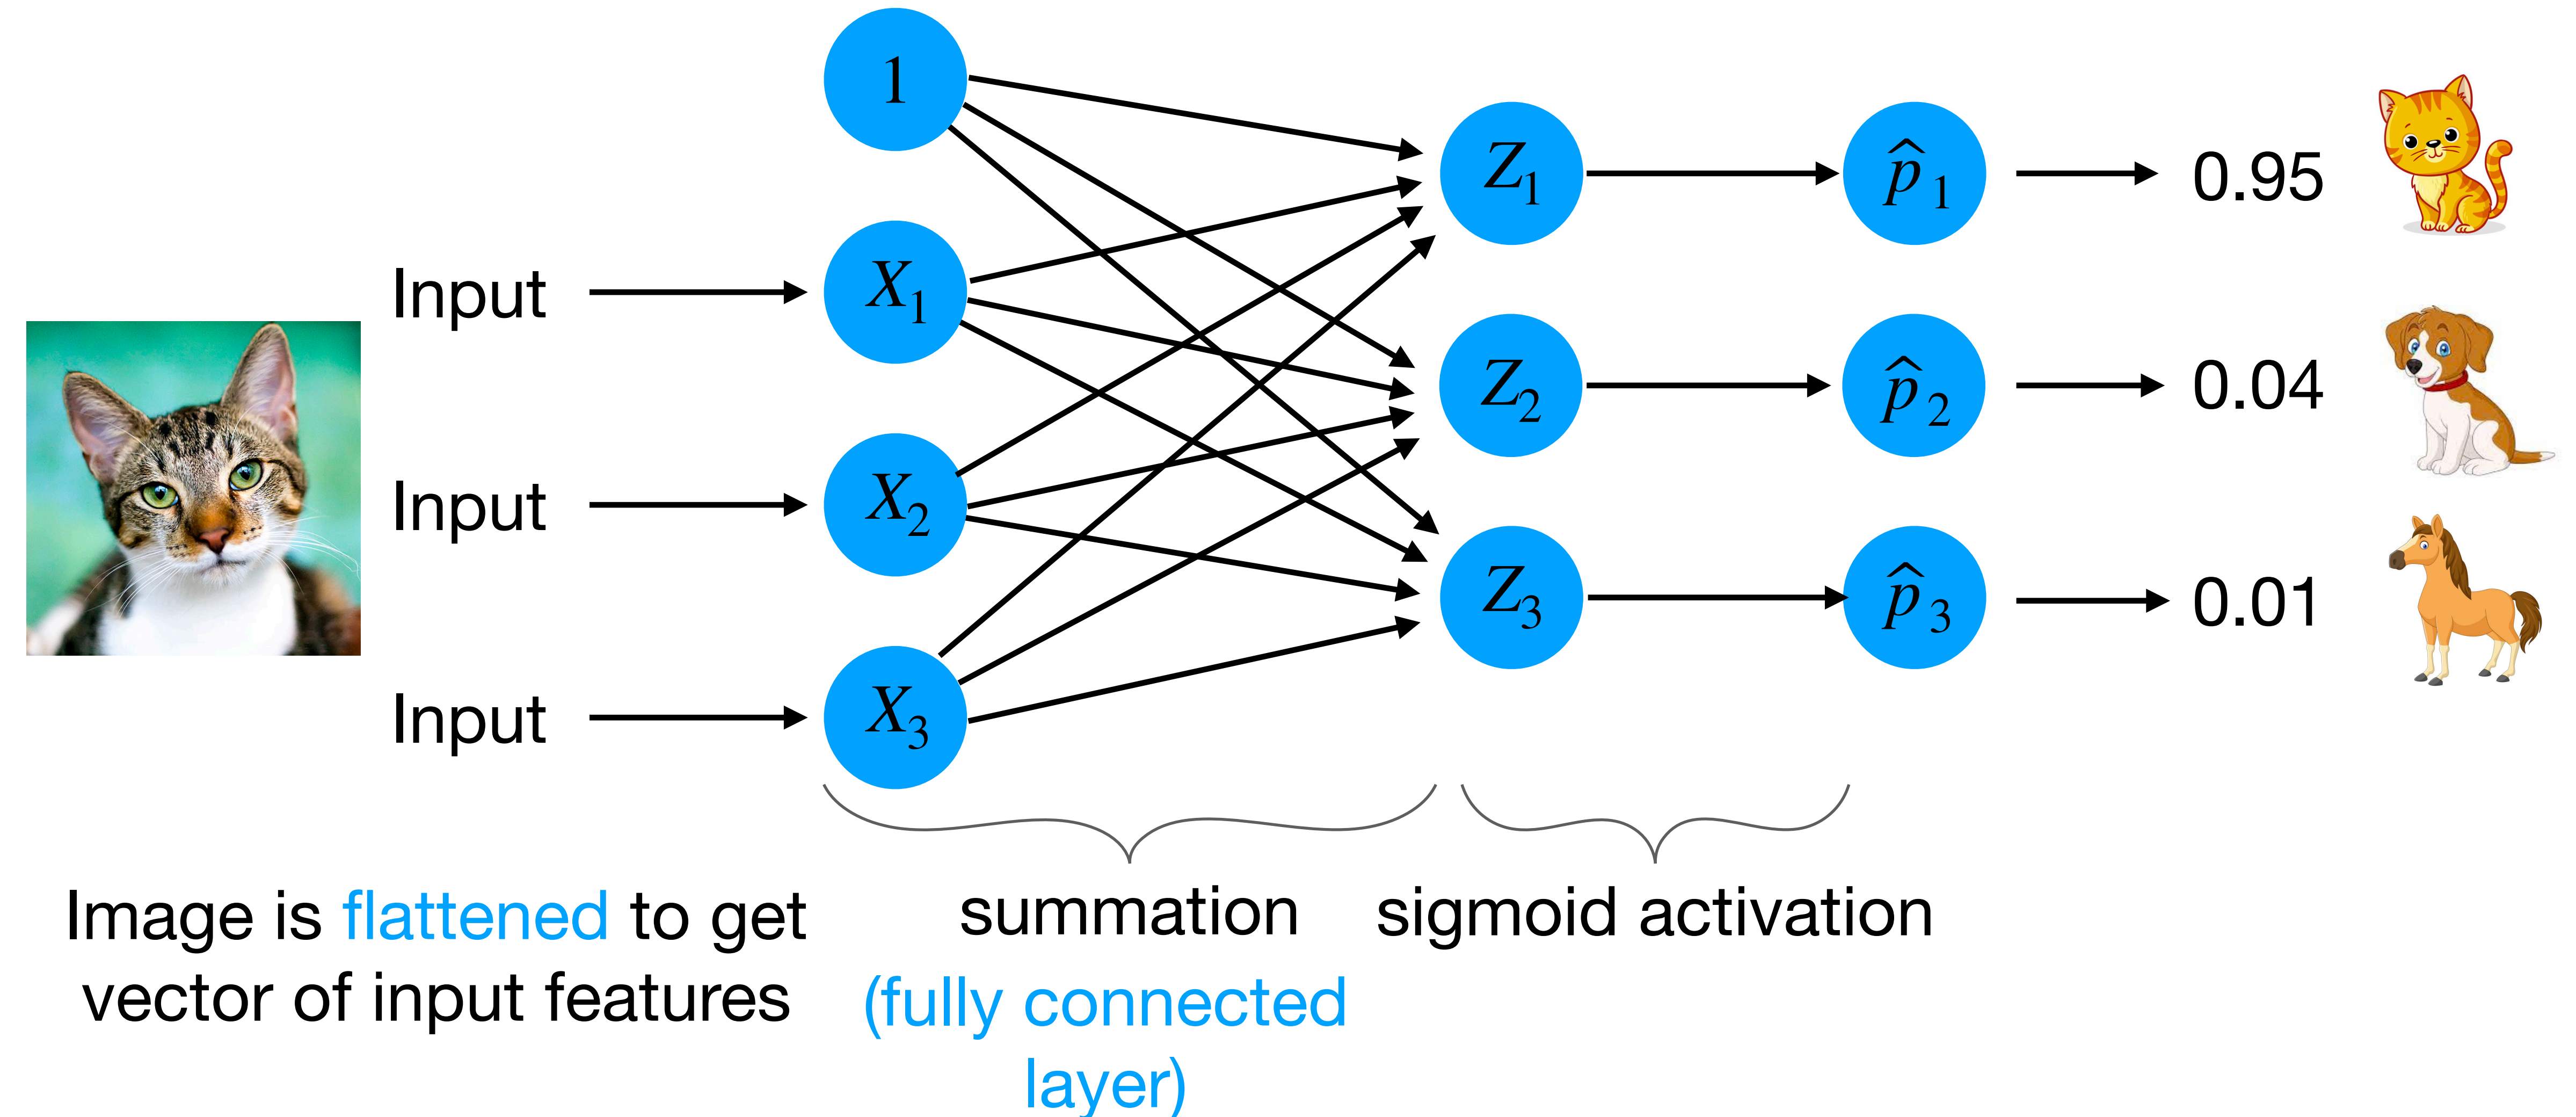 1
Input
X₁
Input
X₂
Input
X₃
Z₁
Z₂
Z₃
p̂₁
p̂₂
p̂₃
0.95
0.04
0.01
Image is flattened to get
vector of input features
summation
(fully connected
layer)
sigmoid activation